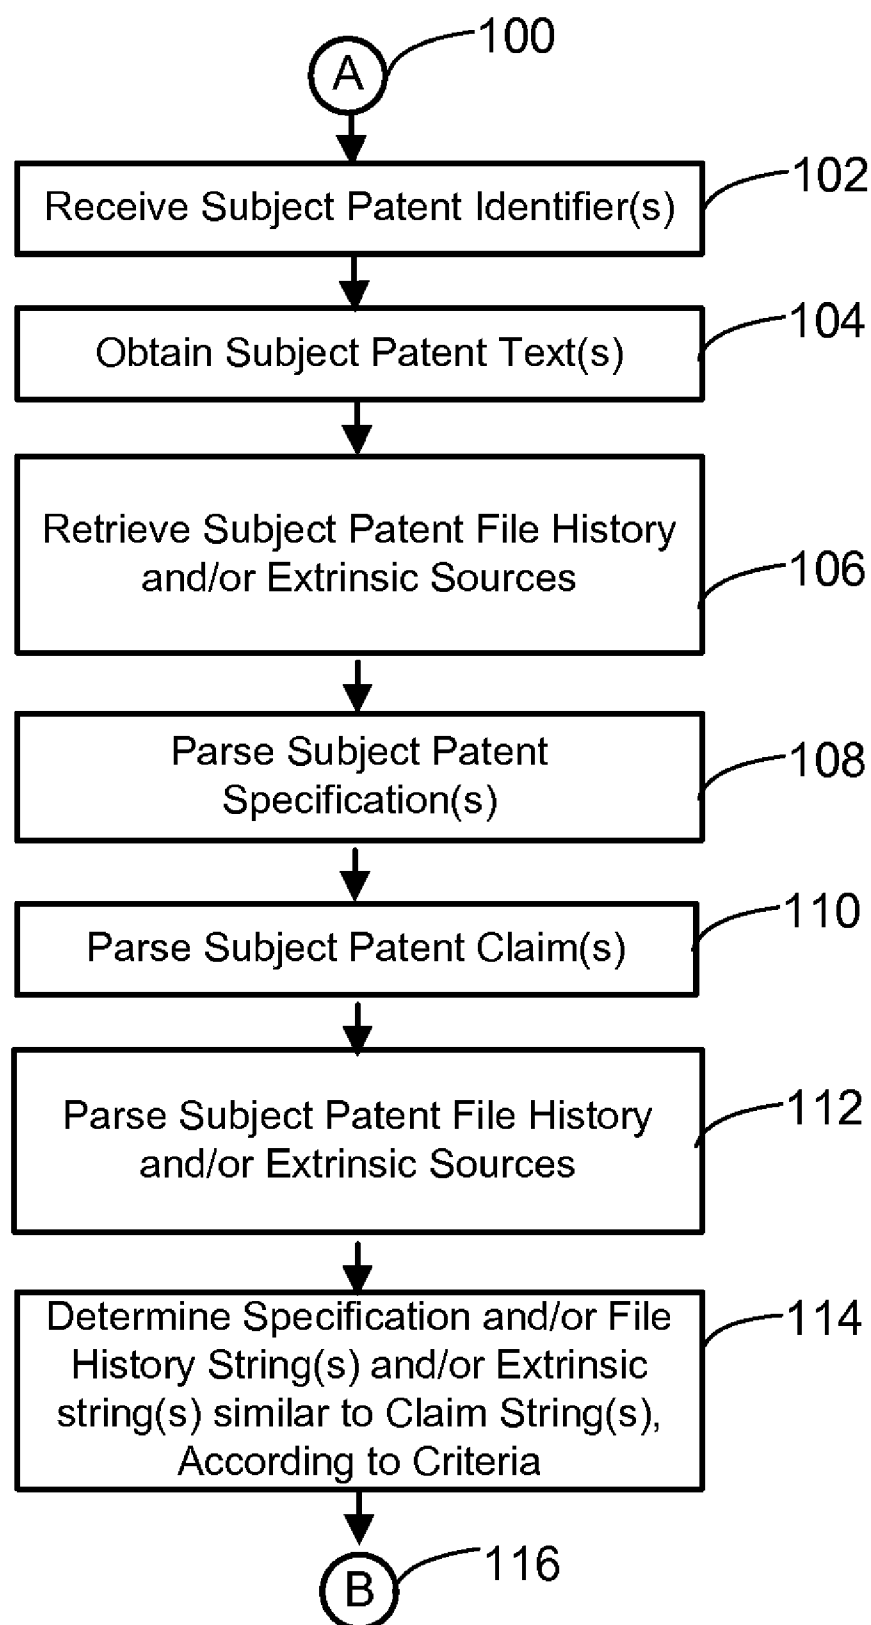 A
100
Receive Subject Patent Identifier(s)
102
Obtain Subject Patent Text(s)
104
Retrieve Subject Patent File History
and/or Extrinsic Sources
106
Parse Subject Patent
Specification(s)
108
Parse Subject Patent Claim(s)
110
Parse Subject Patent File History
and/or Extrinsic Sources
112
Determine Specification and/or File
History String(s) and/or Extrinsic
string(s) similar to Claim String(s),
According to Criteria
114
B
116